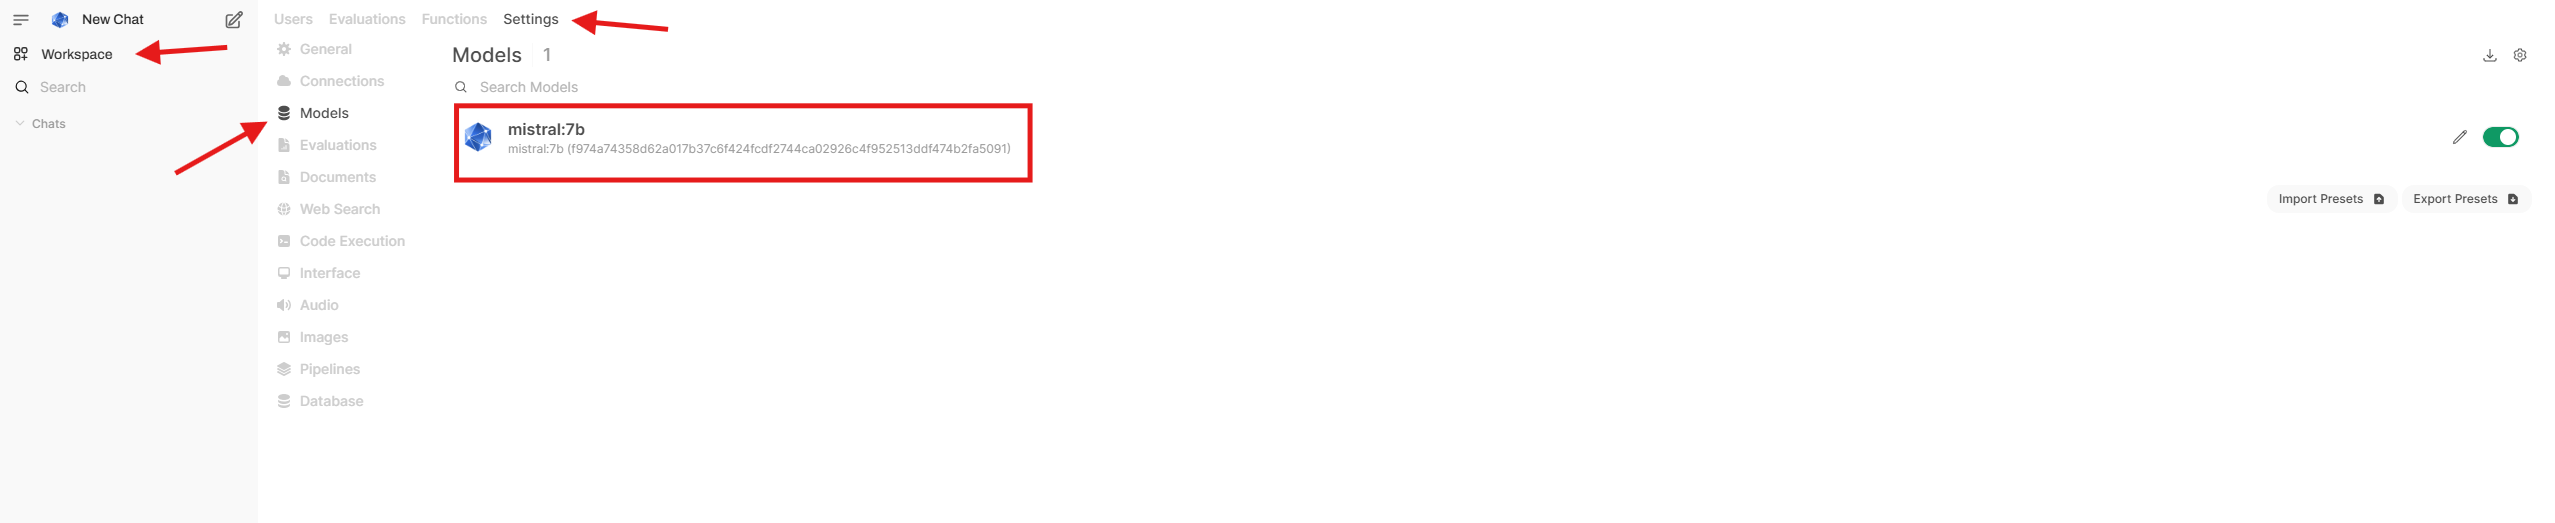 New Chat
Workspace
Search
Chats
Users Evaluations Functions Settings
General
Connections
Models
Evaluations
Documents
Web Search
Code Execution
Interface
Audio
Images
Pipelines
Database
Models 1
Search Models
mistral:7b
mistral:7b (f974a74358d62a017b37c6f424fcdf2744ca02926c4f952513ddf474b2fa5091)
Import Presets Export Presets